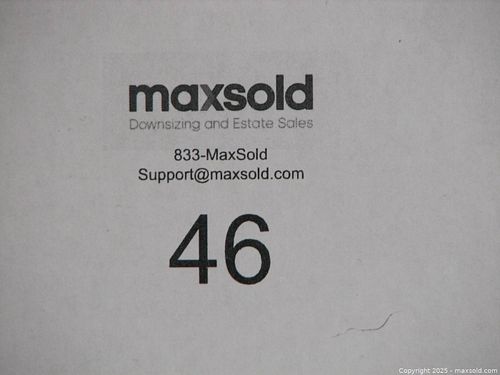 maxsold
Downsizing and Estate Sales
833-MaxSold
Support@maxsold.com
46
Copyright 2025 - maxsold.com